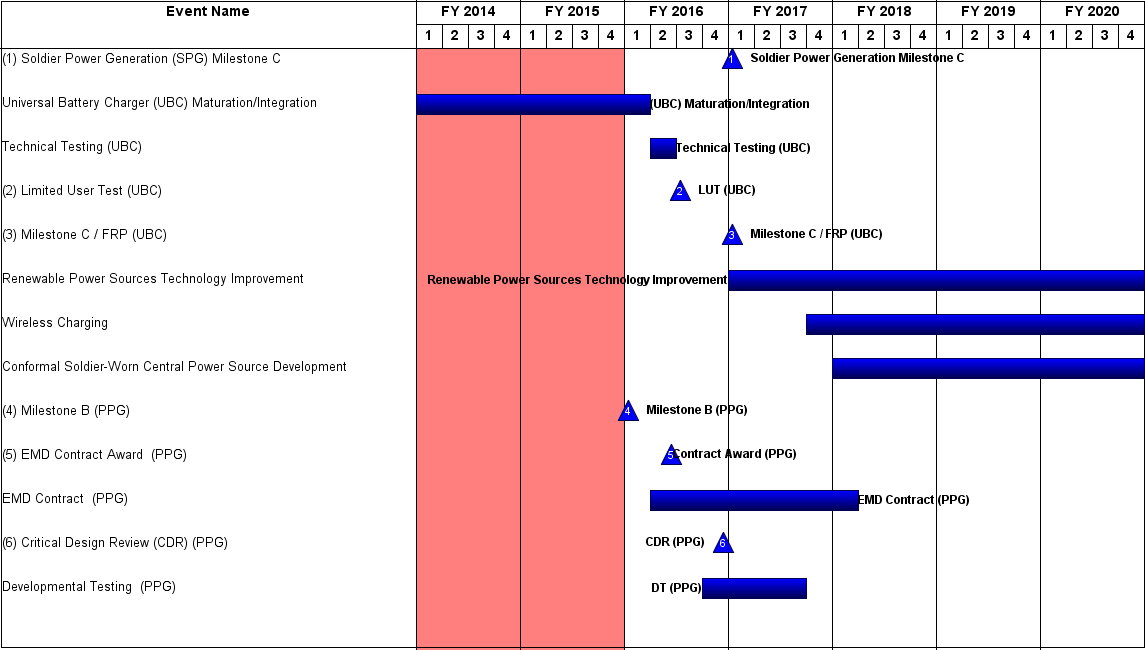 Event Name FY 2014 FY 2015 FY 2016 FY 2017 FY 2018 FY 2019 FY 2020
1 2 3 4 1 2 3 4 1 2 3 4 1 2 3 4 1 2 3 4 1 2 3 4 1 2 3 4
(1) Soldier Power Generation (SPG) Milestone C 1 Soldier Power Generation Milestone C
Universal Battery Charger (UBC) Maturation/Integration (UBC) Maturation/Integration
Technical Testing (UBC) Technical Testing (UBC)
(2) Limited User Test (UBC) 2 LUT (UBC)
(3) Milestone C / FRP (UBC) 3 Milestone C / FRP (UBC)
Renewable Power Sources Technology Improvement Renewable Power Sources Technology Improvement
Wireless Charging
Conformal Soldier-Worn Central Power Source Development
(4) Milestone B (PPG) 4 Milestone B (PPG)
(5) EMD Contract Award (PPG) 5 Contract Award (PPG)
EMD Contract (PPG) EMD Contract (PPG)
(6) Critical Design Review (CDR) (PPG) CDR (PPG) 6
Developmental Testing (PPG) DT (PPG)